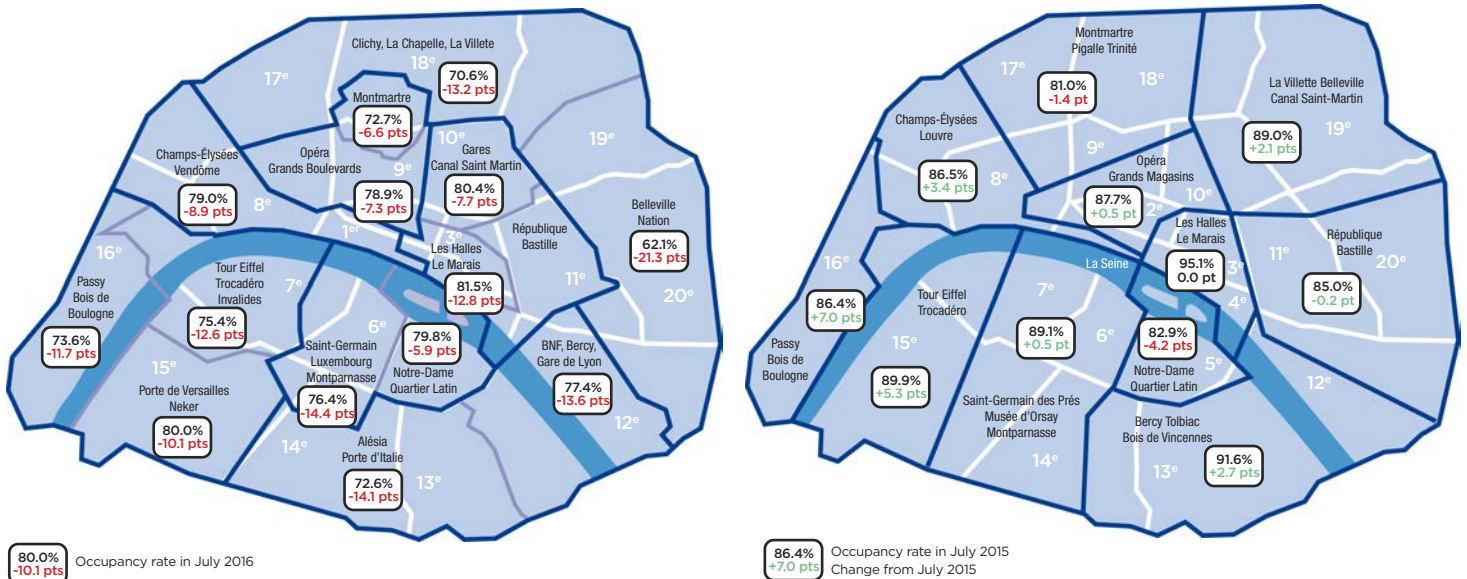 Clichy, La Chapelle, La Villete
17e
18e
70.6%
-13.2 pts
Montmartre
72.7%
-6.6 pts
10e
19e
Champs-Élysées
Vendôme
79.0%
-8.9 pts
8e
Opéra
Grands Boulevards
9e
78.9%
-7.3 pts
Gares
Canal Saint Martin
80.4%
-7.7 pts
Belleville
Nation
62.1%
-21.3 pts
20e
République
Bastille
11e
1er
3e
Les Halles
Le Marais
81.5%
-12.8 pts
16e
Passy
Bois de
Boulogne
73.6%
-11.7 pts
Tour Eiffel
Trocadéro
Invalides
7e
75.4%
-12.6 pts
6e
Saint-Germain
Luxembourg
Montparnasse
76.4%
-14.4 pts
79.8%
-5.9 pts
Notre-Dame
Quartier Latin
BNF, Bercy,
Gare de Lyon
77.4%
-13.6 pts
12e
15e
Porte de Versailles
Neker
80.0%
-10.1 pts
14e
Alésia
Porte d'Italie
72.6%
-14.1 pts
13e
80.0%
-10.1 pts
Occupancy rate in July 2016
Montmartre
Pigalle Trinité
17e
18e
81.0%
-1.4 pt
La Villette Belleville
Canal Saint-Martin
89.0%
+2.1 pts
19e
Champs-Élysées
Louvre
86.5%
+3.4 pts
8e
9e
Opéra
Grands Magasins
10e
87.7%
+0.5 pt
2e
Les Halles
Le Marais
95.1%
0.0 pt
3e
4e
11e
République
Bastille
20e
85.0%
-0.2 pt
La Seine
16e
86.4%
+7.0 pts
Passy
Bois de
Boulogne
Tour Eiffel
Trocadéro
15e
89.9%
+5.3 pts
7e
89.1%
+0.5 pt
6e
Saint-Germain des Prés
Musée d'Orsay
Montparnasse
14e
82.9%
-4.2 pts
Notre-Dame
Quartier Latin
5e
12e
Bercy Tolbiac
Bois de Vincennes
13e
91.6%
+2.7 pts
86.4%
+7.0 pts
Occupancy rate in July 2015
Change from July 2015